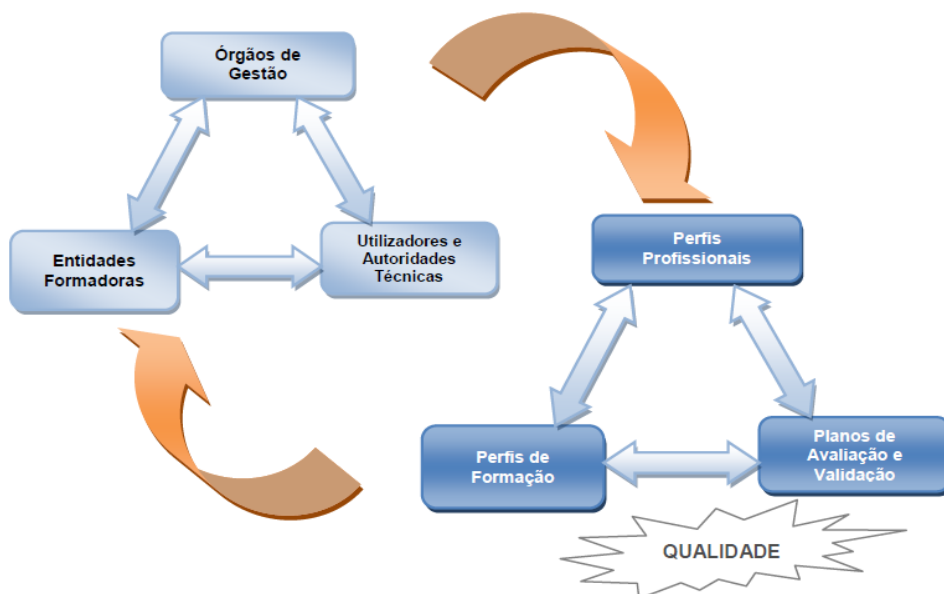 Órgãos de
Gestão
Entidades
Formadoras
Utilizadores e
Autoridades
Técnicas
Perfis
Profissionais
Perfis de
Formação
Planos de
Avaliação e
Validação
QUALIDADE